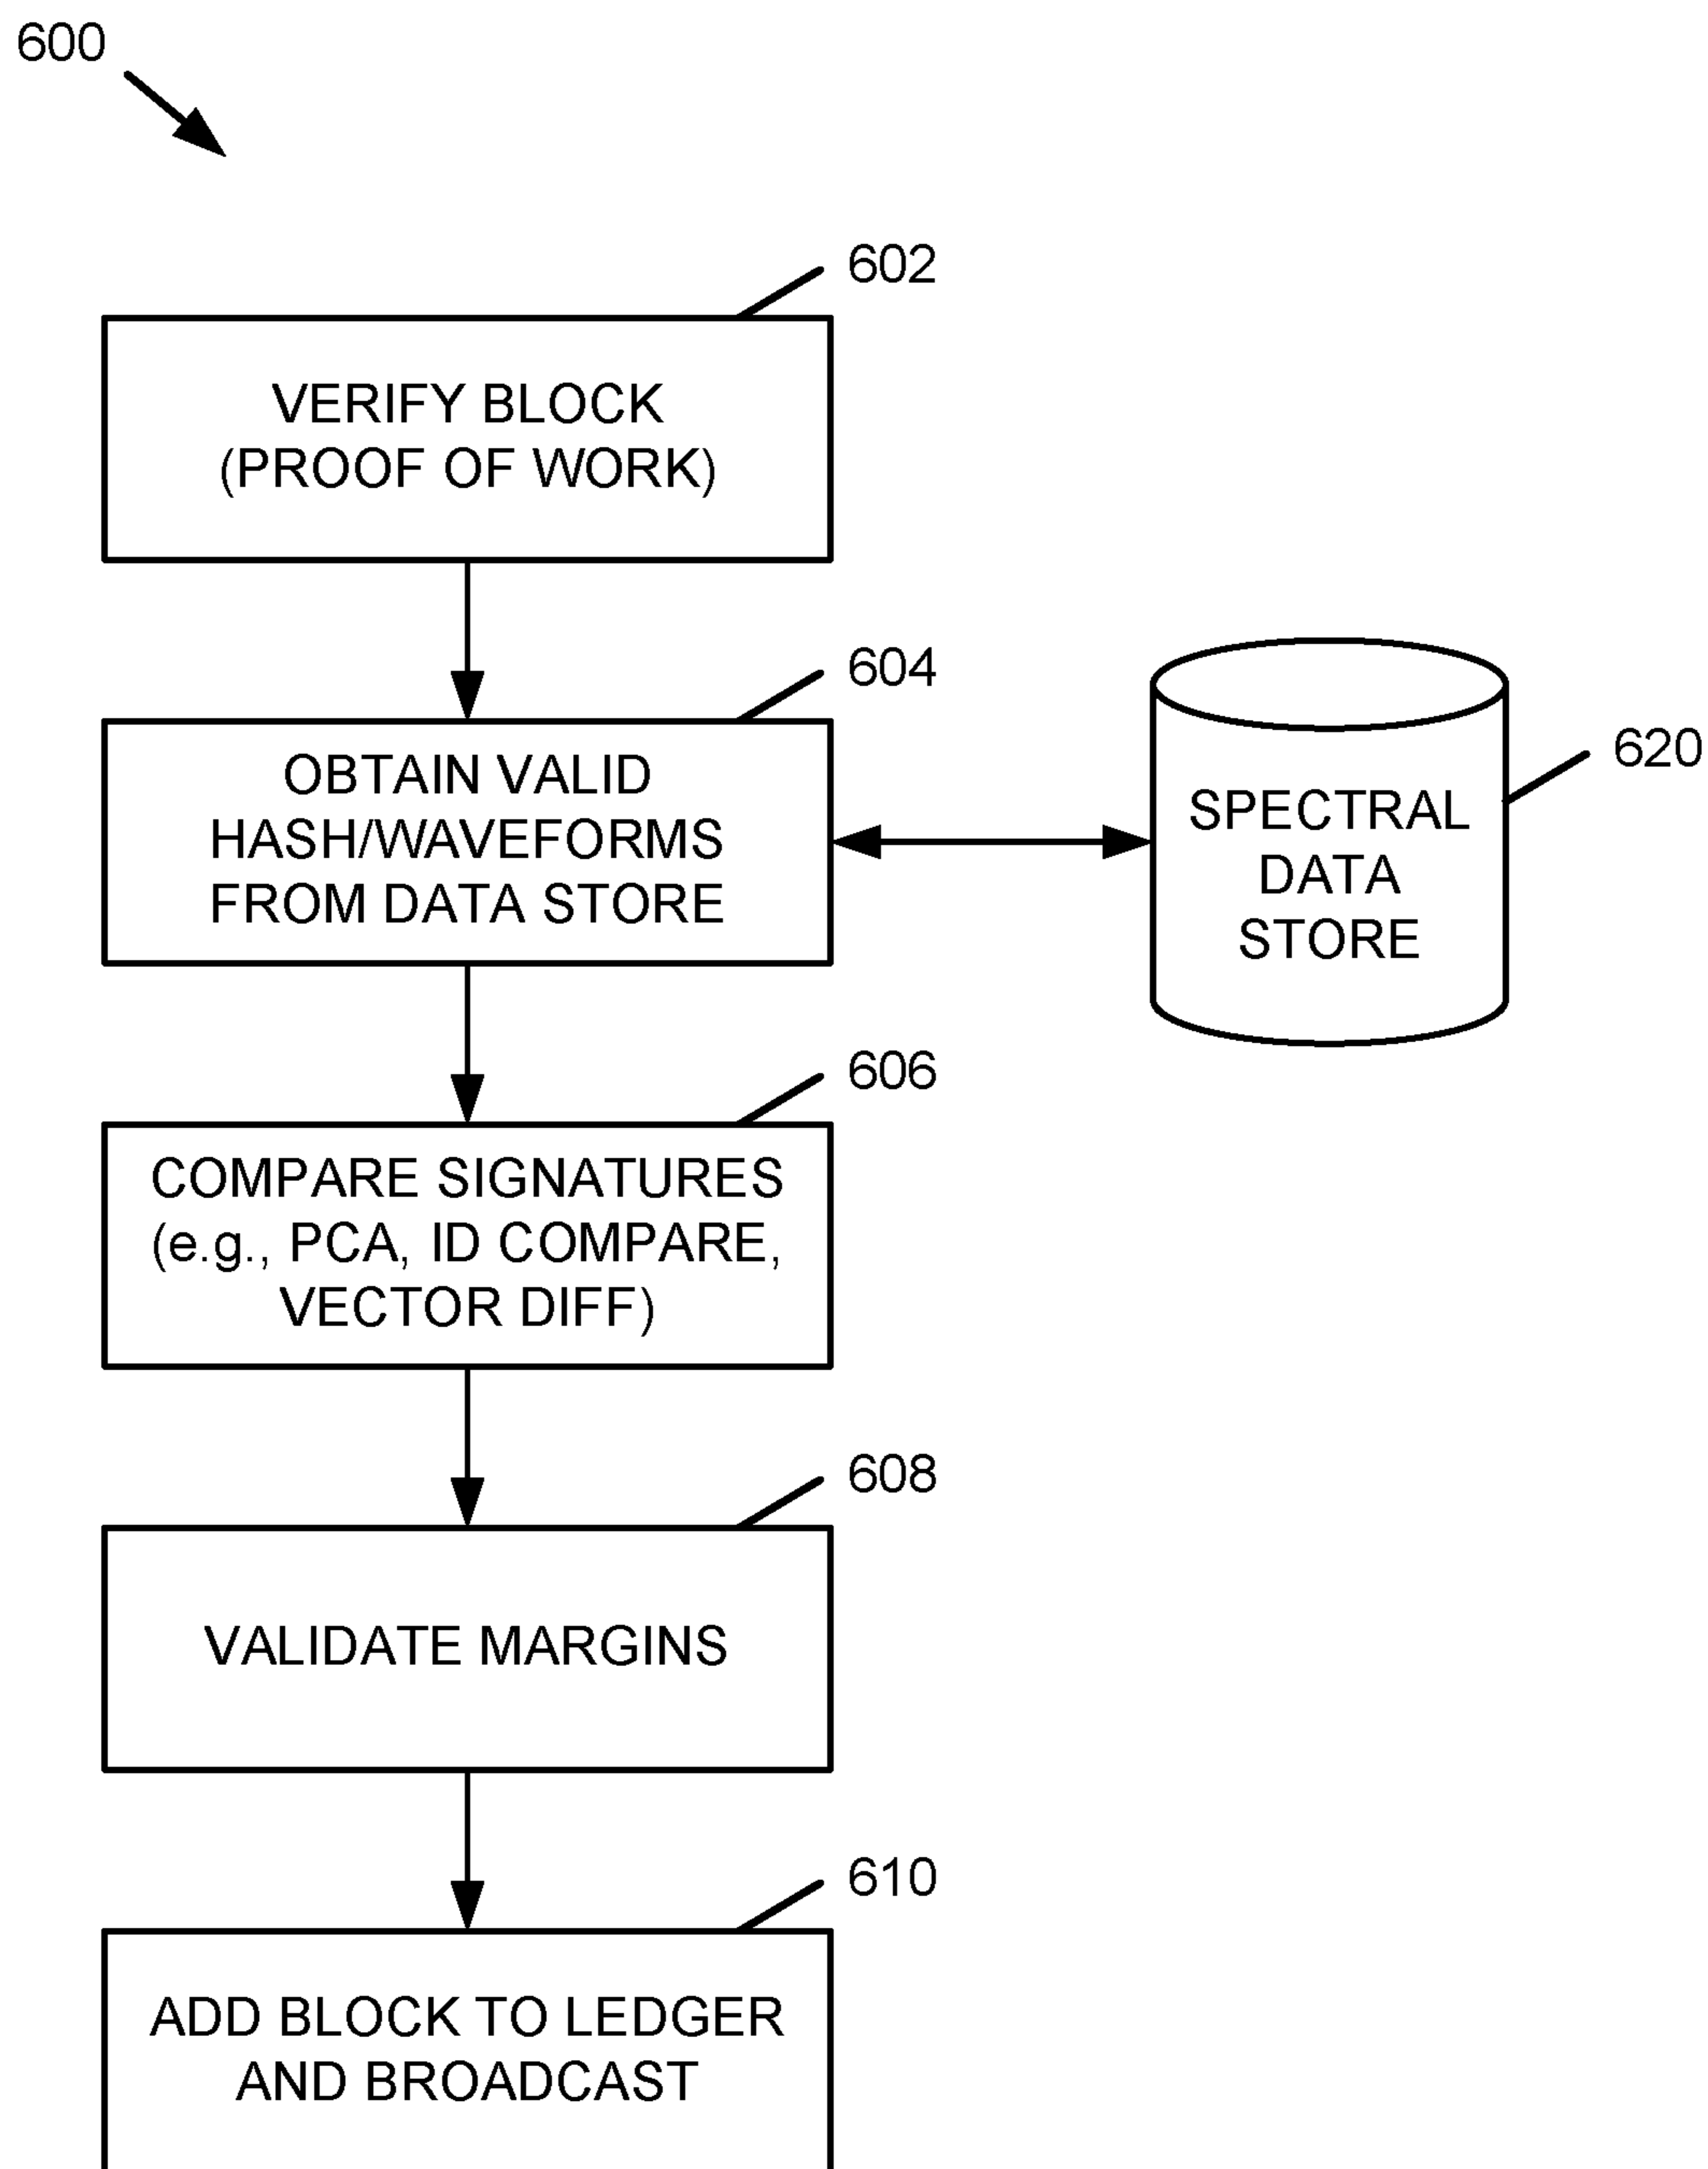 600
602
VERIFY BLOCK
(PROOF OF WORK)
604
OBTAIN VALID
HASH/WAVEFORMS
FROM DATA STORE
620
SPECTRAL
DATA
STORE
606
COMPARE SIGNATURES
(e.g., PCA, ID COMPARE,
VECTOR DIFF)
608
VALIDATE MARGINS
610
ADD BLOCK TO LEDGER
AND BROADCAST